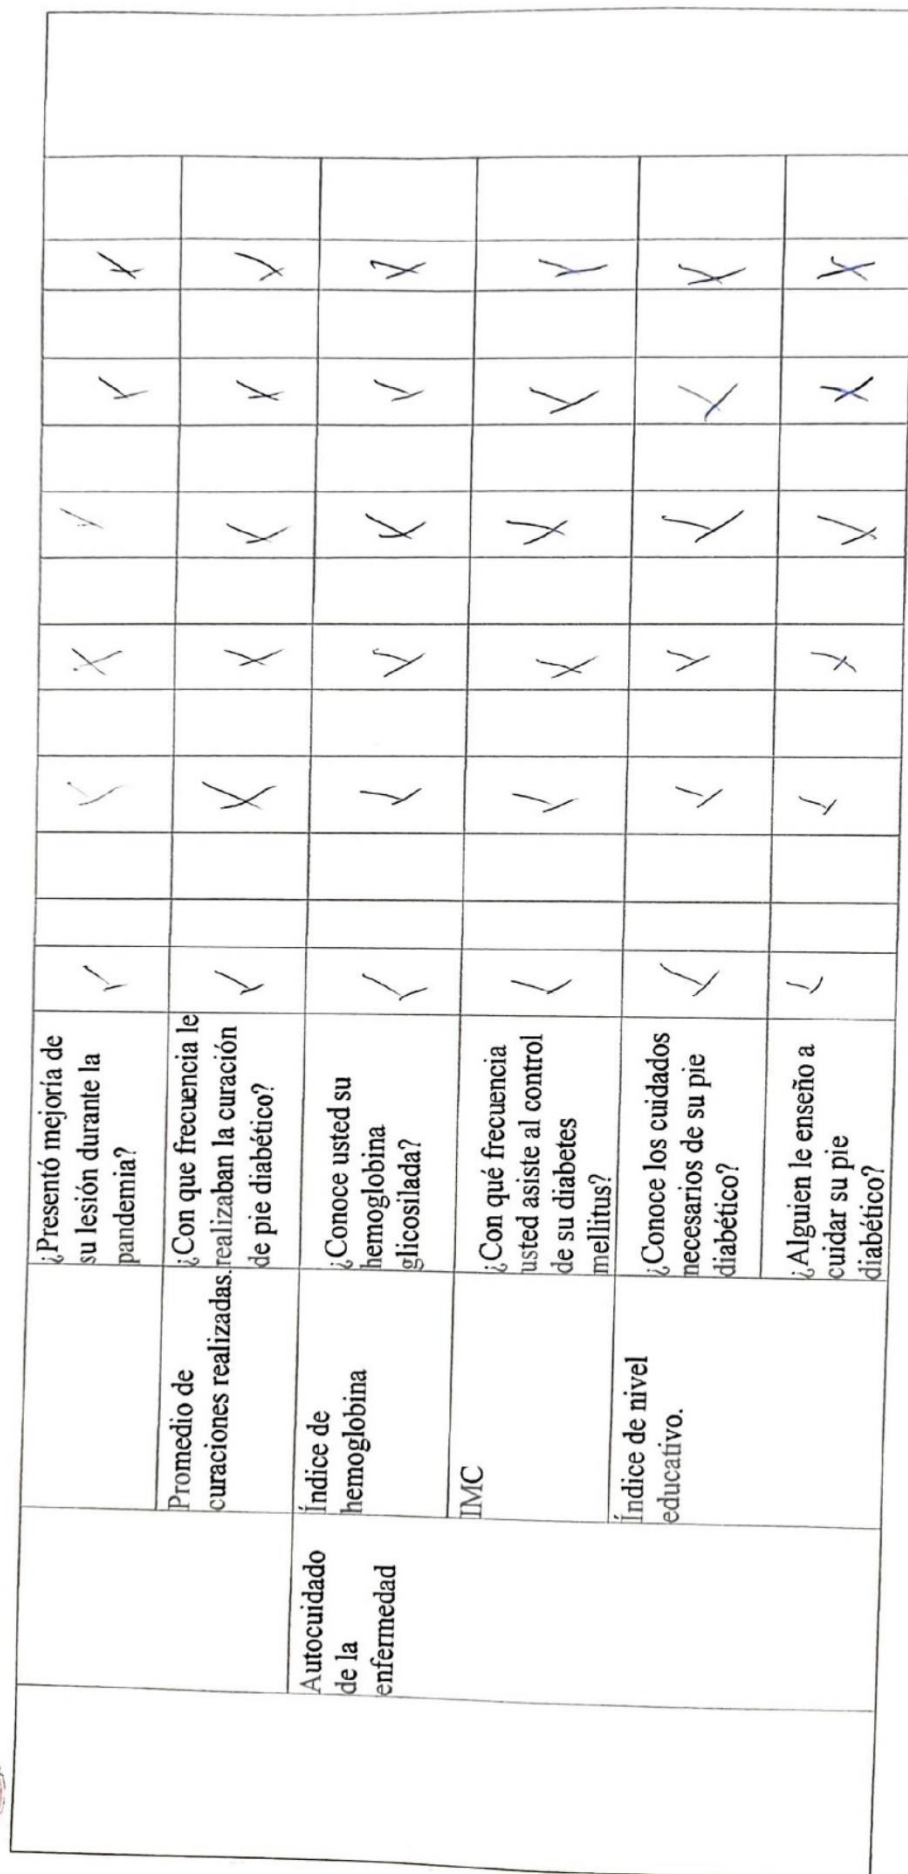 ¿Presentó mejoría de
su lesión durante la
pandemia?
Promedio de
curaciones realizadas.
¿Con que frecuencia le
realizaban la curación
de pie diabético?
Autocuidado
de la
enfermedad
Índice de
hemoglobina
¿Conoce usted su
hemoglobina
glicosilada?
IMC
¿Con qué frecuencia
usted asiste al control
de su diabetes
mellitus?
Índice de nivel
educativo.
¿Conoce los cuidados
necesarios de su pie
diabético?
¿Alguien le enseño a
cuidar su pie
diabético?